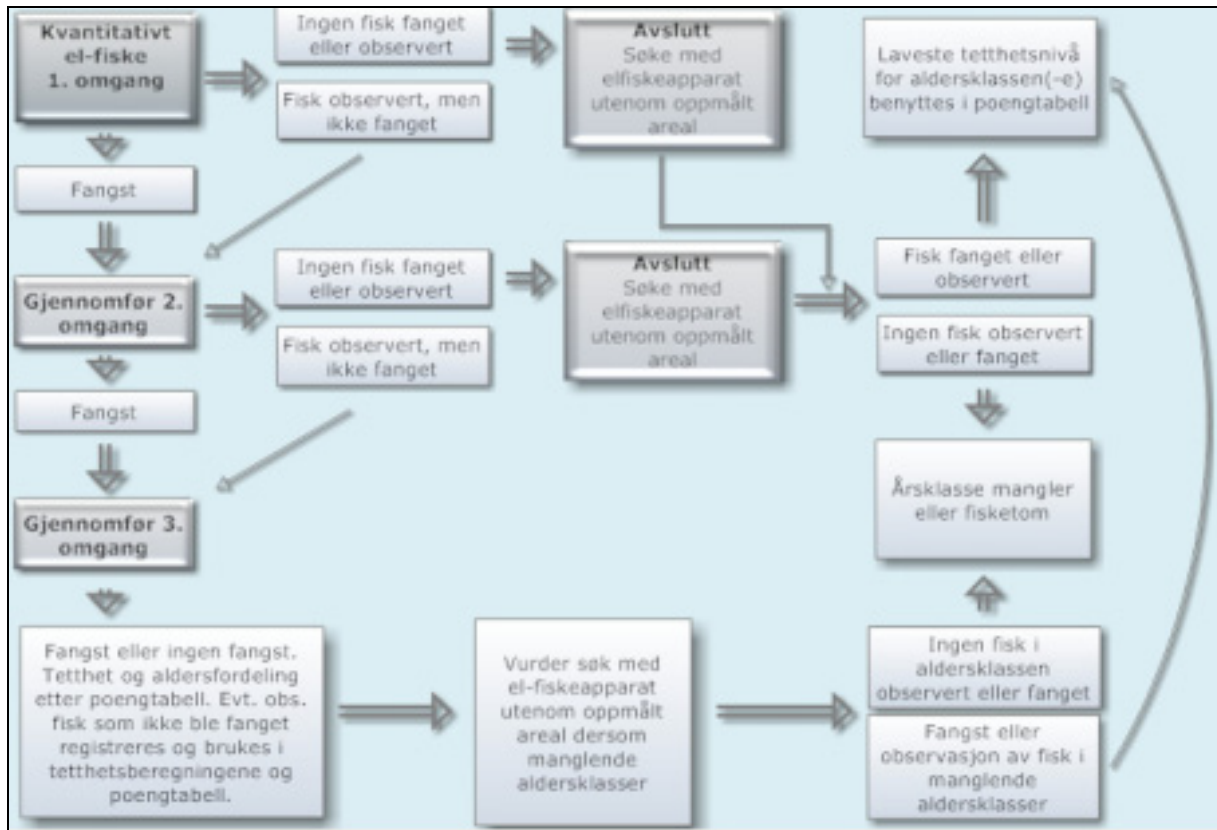 Kvantitativt
el-fiske
1. omgang
Ingen fisk fanget
eller observert
Fisk observert, men
ikke fanget
Avslutt
Søke med
elfiskeapparat
utenom oppmålt
areal
Laveste tetthetsnivå
for aldersklassen(-e)
benyttes i poengtabell
Fangst
Gjennomfør 2.
omgang
Ingen fisk fanget
eller observert
Fisk observert, men
ikke fanget
Avslutt
Søke med
elfiskeapparat
utenom oppmålt
areal
Fisk fanget eller
observert
Ingen fisk observert
eller fanget
Fangst
Gjennomfør 3.
omgang
Årsklasse mangler
eller fisketom
Fangst eller ingen fangst.
Tetthet og aldersfordeling
etter poengtabell. Evt. obs.
fisk som ikke ble fanget
registreres og brukes i
tetthetsberegningene og
poengtabell.
Vurder søk med
el-fiskeapparat
utenom oppmålt
areal dersom
manglende
aldersklasser
Ingen fisk i
aldersklassen
observert eller fanget
Fangst eller
observasjon av fisk i
manglende
aldersklasser